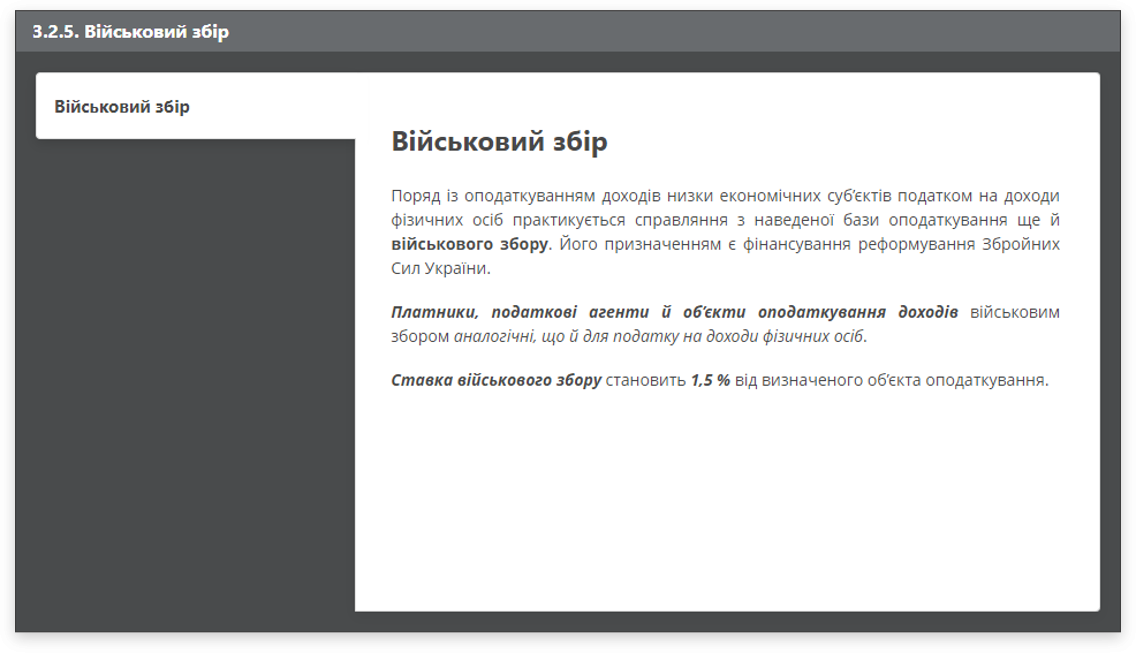 3.2.5. Військовий збір
Військовий збір
Військовий збір
Поряд із оподаткуванням доходів низки економічних суб’єктів податком на доходи
фізичних осіб практикується справляння з наведеної бази оподаткування ще й
військового збору. Його призначенням є фінансування реформування Збройних
Сил України.
Платники, податкові агенти й об’єкти оподаткування доходів військовим
збором аналогічні, що й для податку на доходи фізичних осіб.
Ставка військового збору становить 1,5 % від визначеного об’єкта оподаткування.